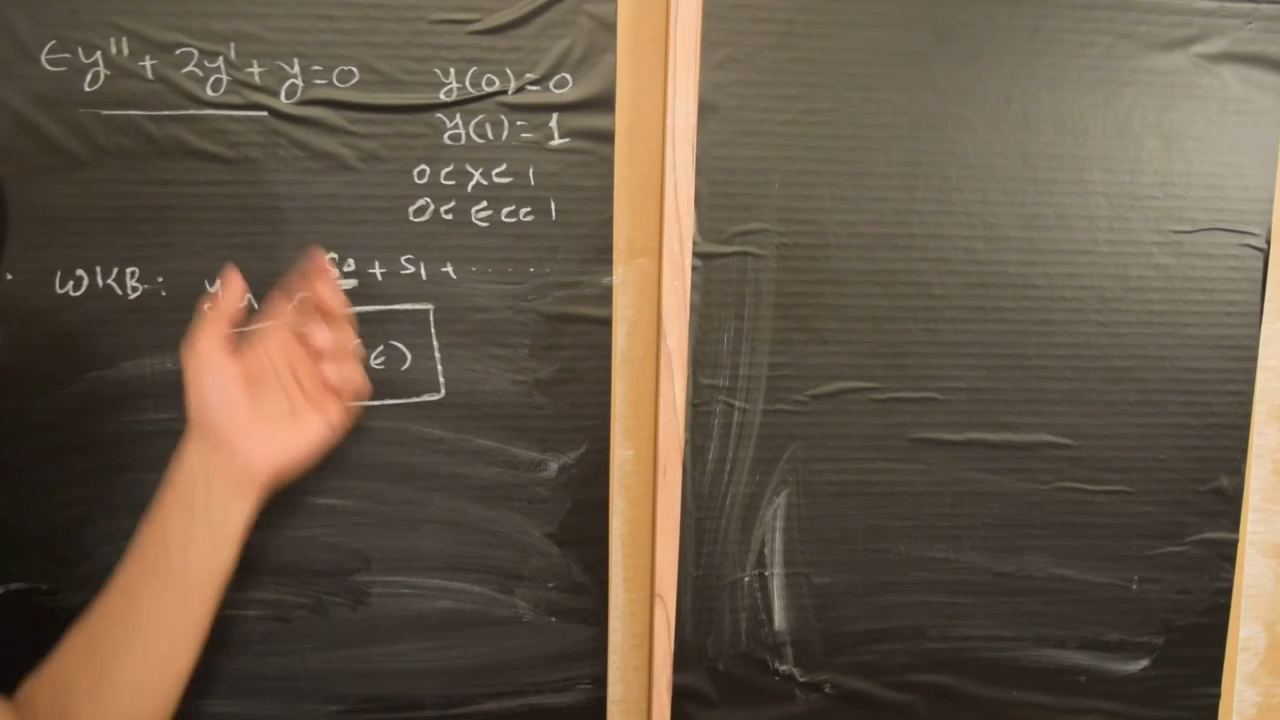 εy'' + 2y' + y = 0
y(0) = 0
y(1) = 1
0 < x < 1
0 < ε << 1
WKB: y ~ S0 + S1 + ......
(ε)